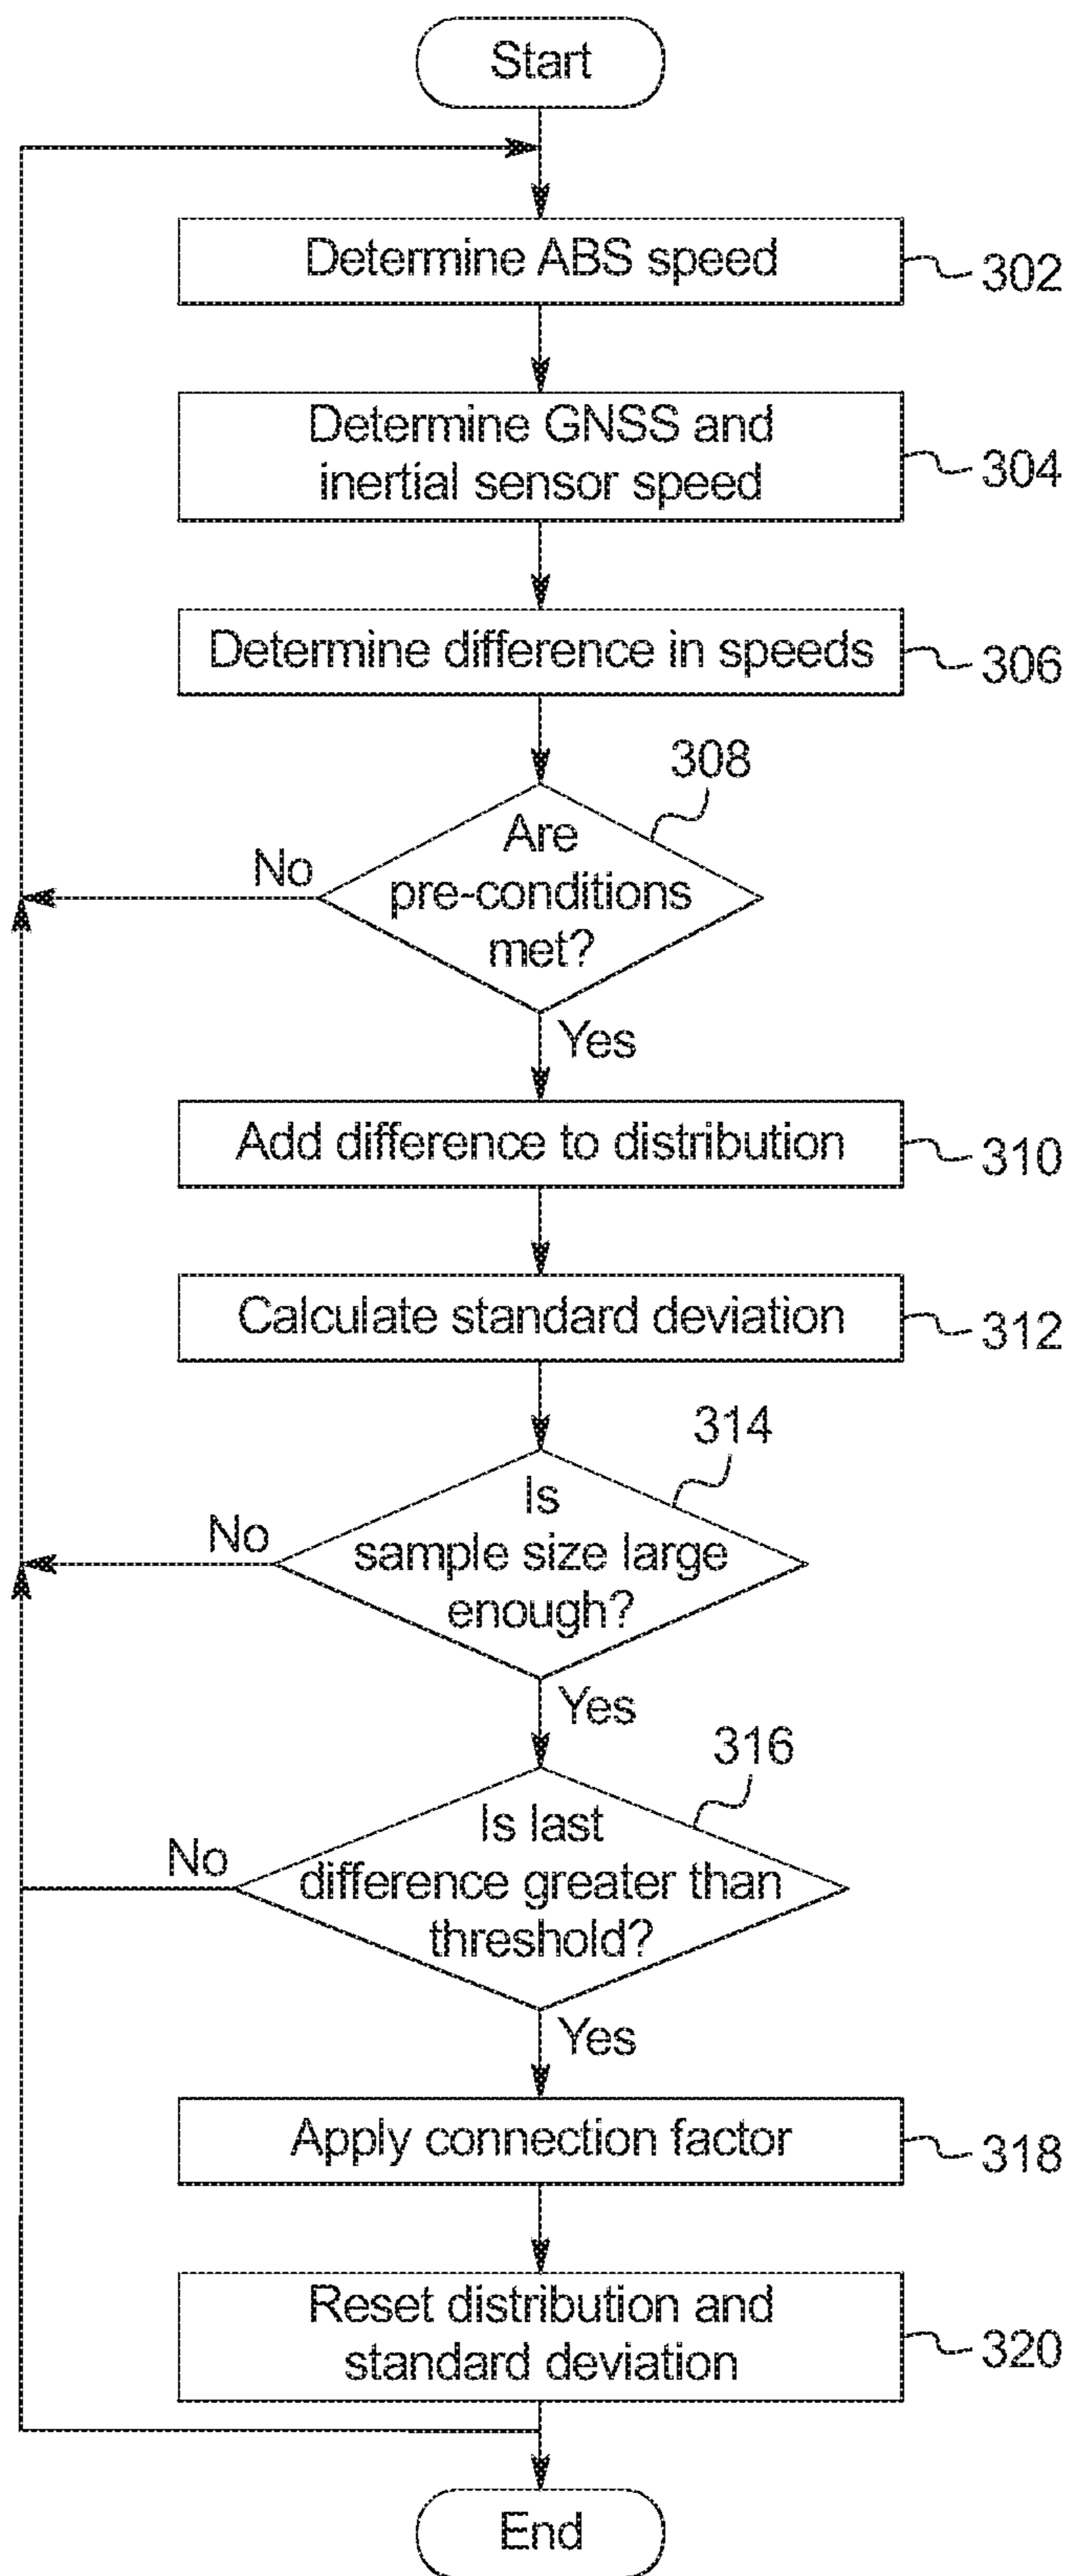 Start
Determine ABS speed
302
Determine GNSS and
inertial sensor speed
304
Determine difference in speeds
306
308
Are
pre-conditions
met?
No
Yes
Add difference to distribution
310
Calculate standard deviation
312
314
Is
sample size large
enough?
No
Yes
316
Is last
difference greater than
threshold?
No
Yes
Apply connection factor
318
Reset distribution and
standard deviation
320
End